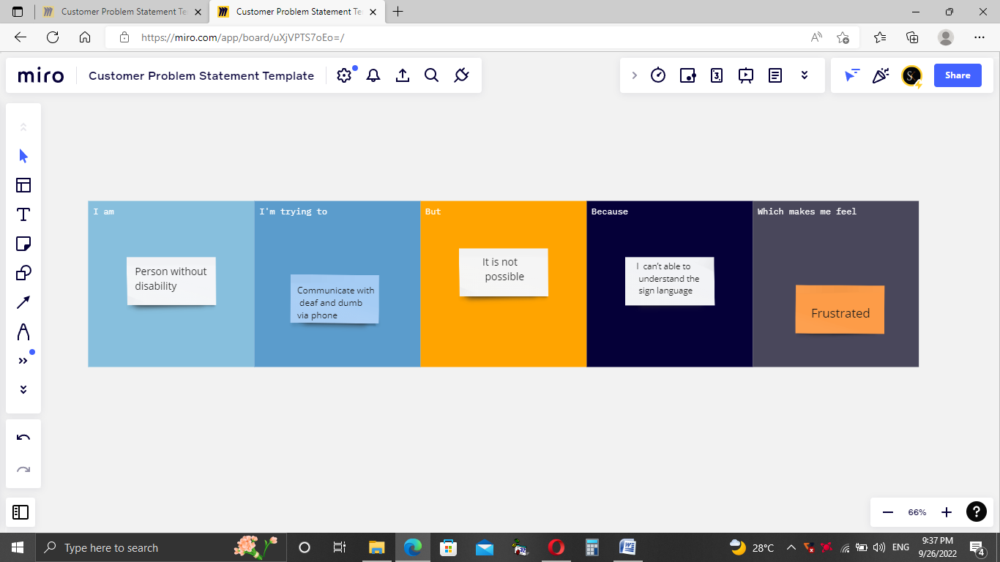 Customer Problem Statement Te
Customer Problem Statement Te
https://miro.com/app/board/uXjVPTS7oEo=/
miro
Customer Problem Statement Template
3
S
Share
I am
I'm trying to
But
Because
Which makes me feel
Person without
disability
Communicate with
deaf and dumb
via phone
It is not
possible
I can't able to
understand the
sign language
Frustrated
66%
?
Type here to search
28°C
ENG
9:37 PM
9/26/2022
4